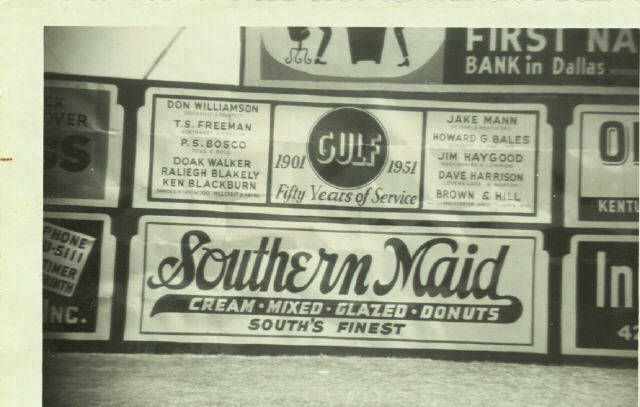 FIRST NA
BANK in Dallas
CK
OVER
S
DON WILLIAMSON
T.S. FREEMAN
P.S. BOSCO
DOAK WALKER
RALIEGH BLAKELY
KEN BLACKBURN
1901 GULF 1951
Fifty Years of Service
JAKE MANN
HOWARD G. BALES
JIM HAYGOOD
DAVE HARRISON
BROWN & HILL
KENTU
PHONE
-5111
TIMER
NC.
Southern Maid
CREAM · MIXED · GLAZED · DONUTS
SOUTH'S FINEST
In